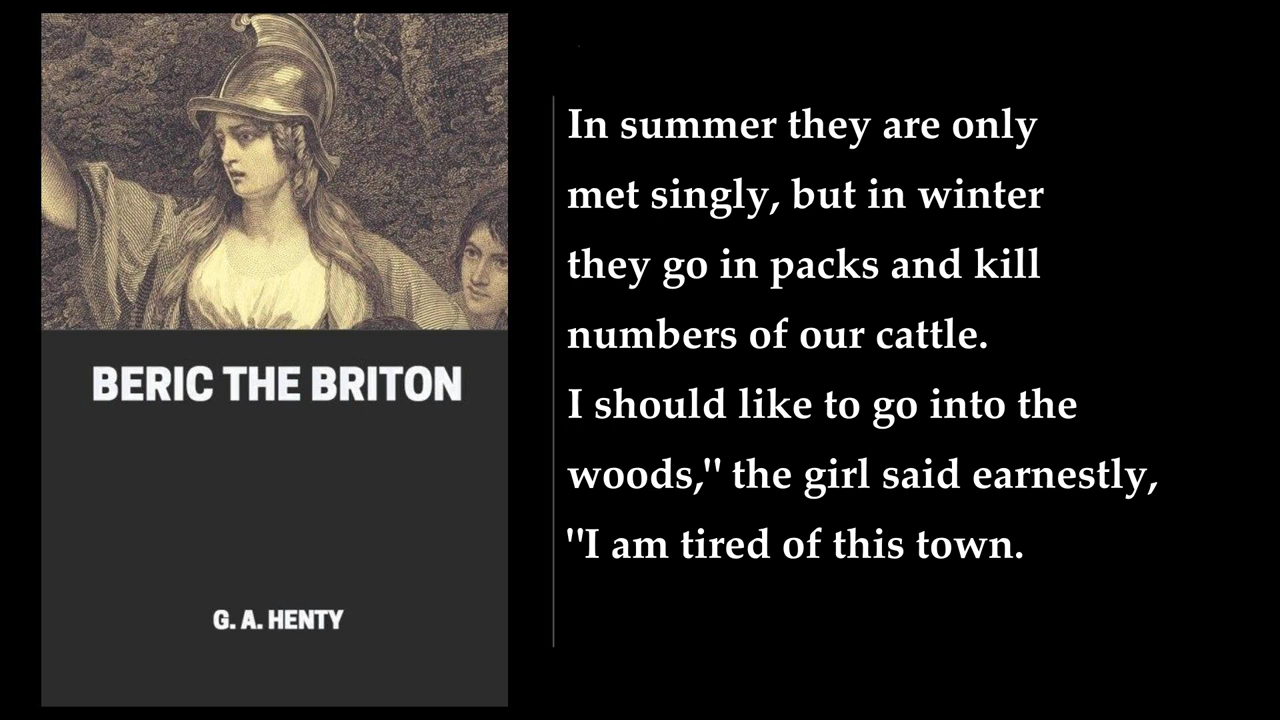 BERIC THE BRITON
G. A. HENTY
In summer they are only
met singly, but in winter
they go in packs and kill
numbers of our cattle.
I should like to go into the
woods," the girl said earnestly,
"I am tired of this town.